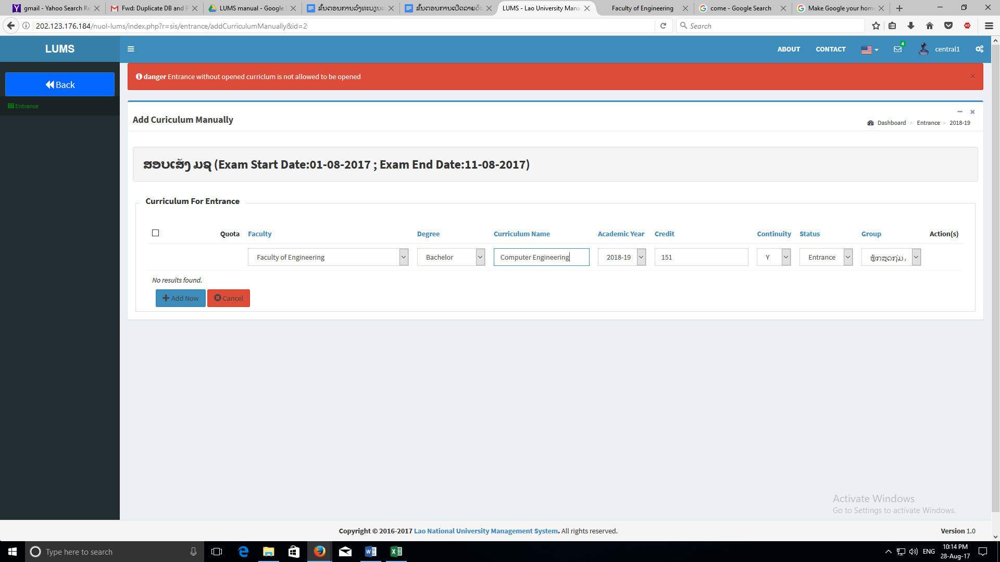 gmail - Yahoo Search Re
Fwd: Duplicate DB and F
LUMS manual - Google
ຂັ້ນຕອນການລົງທະບຽນ
ຂັ້ນຕອນການເປີດລາຍວິ
LUMS - Lao University Mana
Faculty of Engineering
come - Google Search
Make Google your hom
202.123.176.184/nuol-lums/index.php?r=sis/entrance/addCurriculumManually&id=2
Search
LUMS
ABOUT
CONTACT
4
central1
Back
Entrance
danger Entrance without opened curriclum is not allowed to be opened
×
Add Curiculum Manually
Dashboard > Entrance > 2018-19
ສອບເສັງ ມຊ (Exam Start Date:01-08-2017 ; Exam End Date:11-08-2017)
Curriculum For Entrance
Quota Faculty Degree Curriculum Name Academic Year Credit Continuity Status Group Action(s)
Faculty of Engineering Bachelor Computer Engineering 2018-19 151 Y Entrance ຫຼັກສູດກຸ່ມ
No results found.
Add Now Cancel
Activate Windows
Go to Settings to activate Windows.
Copyright © 2016-2017 Lao National University Management System. All rights reserved.
Version 1.0
Type here to search
ENG
10:14 PM
28-Aug-17